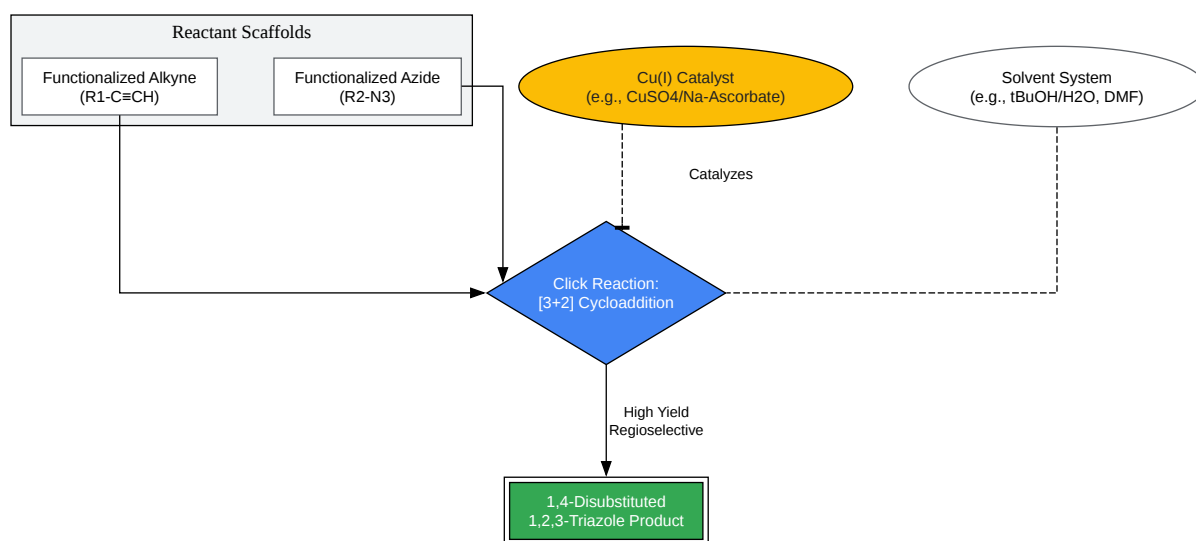 Reactant Scaffolds
Functionalized Alkyne
(R1-C≡CH)
Functionalized Azide
(R2-N3)
Cu(I) Catalyst
(e.g., CuSO4/Na-Ascorbate)
Solvent System
(e.g., tBuOH/H2O, DMF)
Catalyzes
Click Reaction:
[3+2] Cycloaddition
High Yield
Regioselective
1,4-Disubstituted
1,2,3-Triazole Product